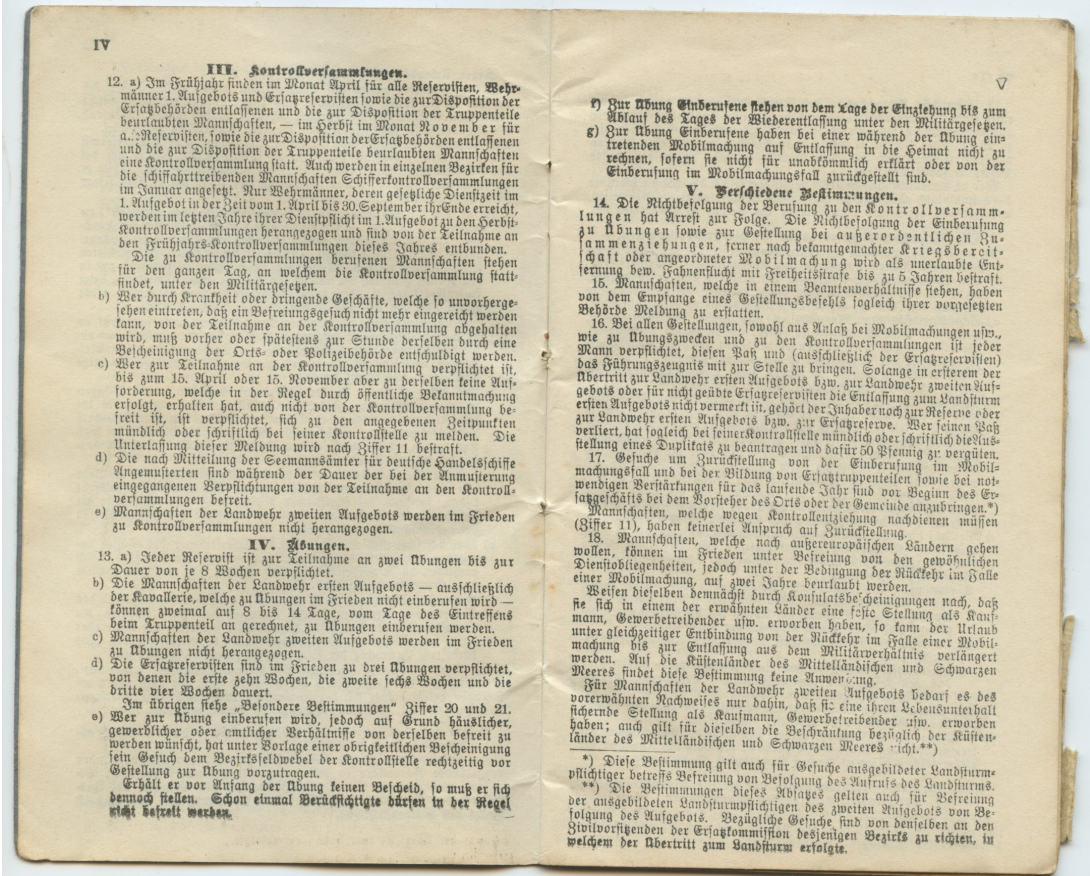 IV
III. Kontrollversammlungen.
12. a) Im Frühjahr finden im Monat April für alle Reservisten, Wehr-
männer 1. Aufgebots und Ersatzreservisten sowie die zur Disposition der
Ersatzbehörden entlassenen und die zur Disposition der Truppenteile
beurlaubten Mannschaften, — im Herbst im Monat November für
Reservisten, sowie die zur Disposition der Ersatzbehörden entlassenen
und die zur Disposition der Truppenteile beurlaubten Mannschaften
eine Kontrollversammlung statt. Auch werden in einzelnen Bezirken für
die schiffahrttreibenden Mannschaften Schifferkontrollversammlungen
im Januar angesetzt. Nur Wehrmänner, deren gesetzliche Dienstzeit im
1. Aufgebot in der Zeit vom 1. April bis 30. September ihr Ende erreicht,
werden im letzten Jahre ihrer Dienstpflicht im 1. Aufgebot zu den Herbst-
Kontrollversammlungen herangezogen und sind von der Teilnahme an
den Frühjahrs-Kontrollversammlungen dieses Jahres entbunden.
Die zu Kontrollversammlungen berufenen Mannschaften stehen
für den ganzen Tag, an welchem die Kontrollversammlung statt-
findet, unter den Militärgesetzen.
b) Wer durch Krankheit oder dringende Geschäfte, welche so unvorherge-
sehen eintreten, daß ein Befreiungsgesuch nicht mehr eingereicht werden
kann, von der Teilnahme an der Kontrollversammlung abgehalten
wird, muß vorher oder spätestens zur Stunde derselben durch eine
Bescheinigung der Orts- oder Polizeibehörde entschuldigt werden.
c) Wer zur Teilnahme an der Kontrollversammlung verpflichtet ist,
bis zum 15. April oder 15. November aber zu derselben keine Auf-
forderung, welche in der Regel durch öffentliche Bekanntmachung
erfolgt, erhalten hat, auch nicht von der Kontrollversammlung be-
freit ist, ist verpflichtet, sich zu den angegebenen Zeitpunkten
mündlich oder schriftlich bei seiner Kontrollstelle zu melden. Die
Unterlassung dieser Meldung wird nach Ziffer 11 bestraft.
d) Die nach Mitteilung der Seemannsämter für deutsche Handelsschiffe
Angemusterten sind während der Dauer der bei der Anmusterung
eingegangenen Verpflichtungen von der Teilnahme an den Kontroll-
versammlungen befreit.
e) Mannschaften der Landwehr zweiten Aufgebots werden im Frieden
zu Kontrollversammlungen nicht herangezogen.
IV. Übungen.
13. a) Jeder Reservist ist zur Teilnahme an zwei Übungen bis zur
Dauer von je 8 Wochen verpflichtet.
b) Die Mannschaften der Landwehr ersten Aufgebots — ausschließlich
der Kavallerie, welche zu Übungen im Frieden nicht einberufen wird —
können zweimal auf 8 bis 14 Tage, vom Tage des Eintreffens
beim Truppenteil an gerechnet, zu Übungen einberufen werden.
c) Mannschaften der Landwehr zweiten Aufgebots werden im Frieden
zu Übungen nicht herangezogen.
d) Die Ersatzreservisten sind im Frieden zu drei Übungen verpflichtet,
von denen die erste zehn Wochen, die zweite sechs Wochen und die
dritte vier Wochen dauert.
Im übrigen siehe „Besondere Bestimmungen“ Ziffer 20 und 21.
e) Wer zur Übung einberufen wird, jedoch auf Grund häuslicher,
gewerblicher oder amtlicher Verhältnisse von derselben befreit zu
werden wünscht, hat unter Vorlage einer obrigkeitlichen Bescheinigung
sein Gesuch dem Bezirksfeldwebel der Kontrollstelle rechtzeitig vor
Gestellung zur Übung vorzutragen.
Erhält er vor Anfang der Übung keinen Bescheid, so muß er sich
dennoch stellen. Schon einmal Berücksichtigte dürfen in der Regel
nicht befreit werden.
V
f) Zur Übung Einberufene stehen von dem Tage der Einziehung bis zum
Ablauf des Tages der Wiederentlassung unter den Militärgesetzen.
g) Zur Übung Einberufene haben bei einer während der Übung ein-
tretenden Mobilmachung auf Entlassung in die Heimat nicht zu
rechnen, sofern sie nicht für unabkömmlich erklärt oder von der
Einberufung im Mobilmachungsfall zurückgestellt sind.
V. Verschiedene Bestimmungen.
14. Die Nichtbefolgung der Berufung zu den Kontrollversamm-
lungen hat Arrest zur Folge. Die Nichtbefolgung der Einberufung
zu Übungen sowie zur Gestellung bei außerordentlichen Zu-
sammenziehungen, ferner nach bekanntgemachter Kriegsbereit-
schaft oder angeordneter Mobilmachung wird als unerlaubte Ent-
fernung bew. Fahnenflucht mit Freiheitsstrafe bis zu 5 Jahren bestraft.
15. Mannschaften, welche in einem Beamtenverhältnisse stehen, haben
von dem Empfange eines Gestellungsbefehls sogleich ihrer vorgesetzten
Behörde Meldung zu erstatten.
16. Bei allen Gestellungen, sowohl aus Anlaß bei Mobilmachungen usw.,
wie zu Übungszwecken und zu den Kontrollversammlungen ist jeder
Mann verpflichtet, diesen Paß und (ausschließlich der Ersatzreservisten)
das Führungszeugnis mit zur Stelle zu bringen. Solange in ersterem der
Übertritt zur Landwehr ersten Aufgebots bzw. zur Landwehr zweiten Auf-
gebots oder für nicht geübte Ersatzreservisten die Entlassung zum Landsturm
ersten Aufgebots nicht vermerkt ist, gehört der Inhaber noch zur Reserve oder
zur Landwehr ersten Aufgebots bzw. zur Ersatzreserve. Wer seinen Paß
verliert, hat sogleich bei seiner Kontrollstelle mündlich oder schriftlich die Aus-
stellung eines Duplikats zu beantragen und dafür 50 Pfennig zu vergüten.
17. Gesuche um Zurückstellung von der Einberufung im Mobil-
machungsfall und bei der Bildung von Ersatztruppenteilen sowie bei not-
wendigen Verstärkungen für das laufende Jahr sind vor Beginn des Er-
satzgeschäfts bei dem Vorsteher des Orts oder der Gemeinde anzubringen.*)
Mannschaften, welche wegen Kontrollentziehung nachdienen müssen
(Ziffer 11), haben keinerlei Anspruch auf Zurückstellung.
18. Mannschaften, welche nach außereuropäischen Ländern gehen
wollen, können im Frieden unter Befreiung von den gewöhnlichen
Dienstobliegenheiten, jedoch unter der Bedingung der Rückkehr im Falle
einer Mobilmachung, auf zwei Jahre beurlaubt werden.
Weisen dieselben demnächst durch Konsulatsbescheinigungen nach, daß
sie sich in einem der erwähnten Länder eine feste Stellung als Kauf-
mann, Gewerbetreibender usw. erworben haben, so kann der Urlaub
unter gleichzeitiger Entbindung von der Rückkehr im Falle einer Mobil-
machung bis zur Entlassung aus dem Militärverhältnis verlängert
werden. Auf die Küstenländer des Mittelländischen und Schwarzen
Meeres findet diese Bestimmung keine Anwendung.
Für Mannschaften der Landwehr zweiten Aufgebots bedarf es des
vorerwähnten Nachweises nur dahin, daß sie eine ihren Lebensunterhalt
sichernde Stellung als Kaufmann, Gewerbetreibender usw. erworben
haben; auch gilt für dieselben die Beschränkung bezüglich der Küsten-
länder des Mittelländischen und Schwarzen Meeres nicht.**)
*) Diese Bestimmung gilt auch für Gesuche ausgebildeter Landsturm-
pflichtiger betreffs Befreiung von Befolgung des Aufrufs des Landsturms.
**) Die Bestimmungen dieses Absatzes gelten auch für Befreiung
der ausgebildeten Landsturmpflichtigen des zweiten Aufgebots von Be-
folgung des Aufgebots. Bezügliche Gesuche sind von denselben an den
Zivilvorsitzenden der Ersatzkommission desjenigen Bezirks zu richten, in
welchem der Übertritt zum Landsturm erfolgte.